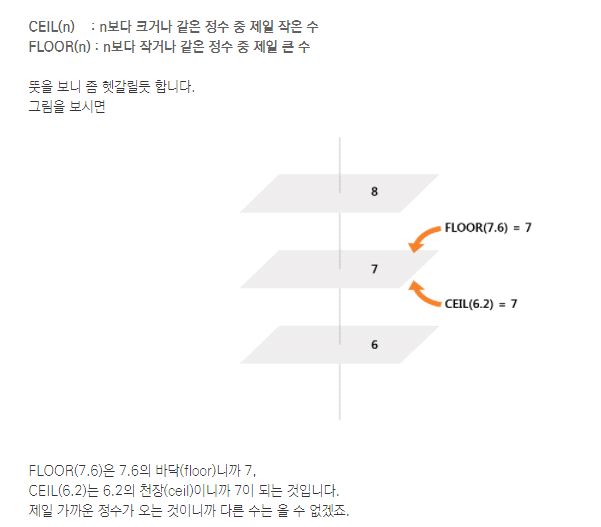 CEIL(n) : n보다 크거나 같은 정수 중 제일 작은 수
FLOOR(n) : n보다 작거나 같은 정수 중 제일 큰 수
뜻을 보니 좀 헷갈릴듯 합니다.
그림을 보시면
8
FLOOR(7.6) = 7
7
CEIL(6.2) = 7
6
FLOOR(7.6)은 7.6의 바닥(floor)니까 7,
CEIL(6.2)는 6.2의 천장(ceil)이니까 7이 되는 것입니다.
제일 가까운 정수가 오는 것이니까 다른 수는 올 수 없겠죠.